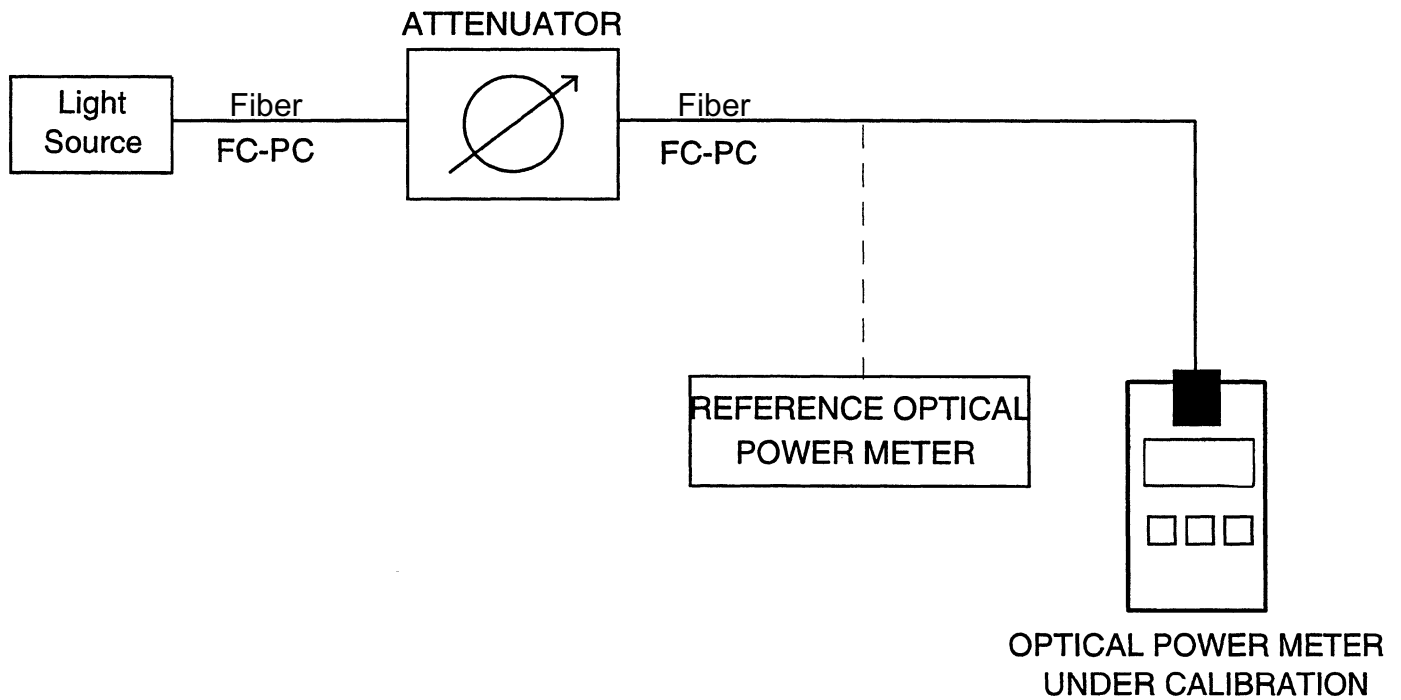 ATTENUATOR
Light
Source
Fiber
FC-PC
Fiber
FC-PC
REFERENCE OPTICAL
POWER METER
OPTICAL POWER METER
UNDER CALIBRATION